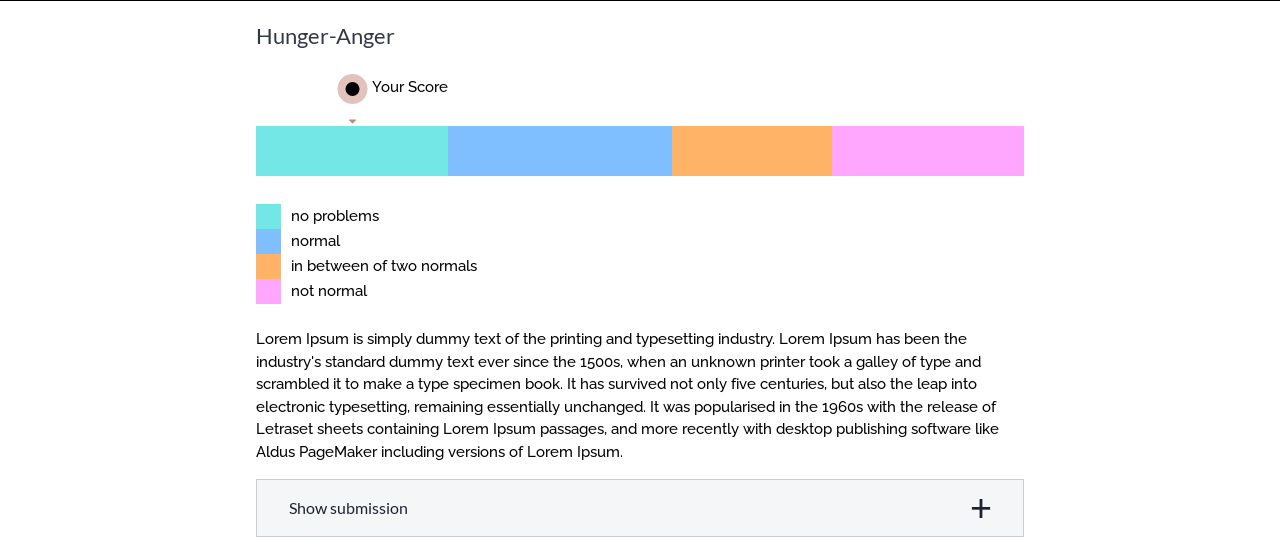 Hunger-Anger
Your Score
no problems
normal
in between of two normals
not normal
Lorem Ipsum is simply dummy text of the printing and typesetting industry. Lorem Ipsum has been the
industry's standard dummy text ever since the 1500s, when an unknown printer took a galley of type and
scrambled it to make a type specimen book. It has survived not only five centuries, but also the leap into
electronic typesetting, remaining essentially unchanged. It was popularised in the 1960s with the release of
Letraset sheets containing Lorem Ipsum passages, and more recently with desktop publishing software like
Aldus PageMaker including versions of Lorem Ipsum.
Show submission